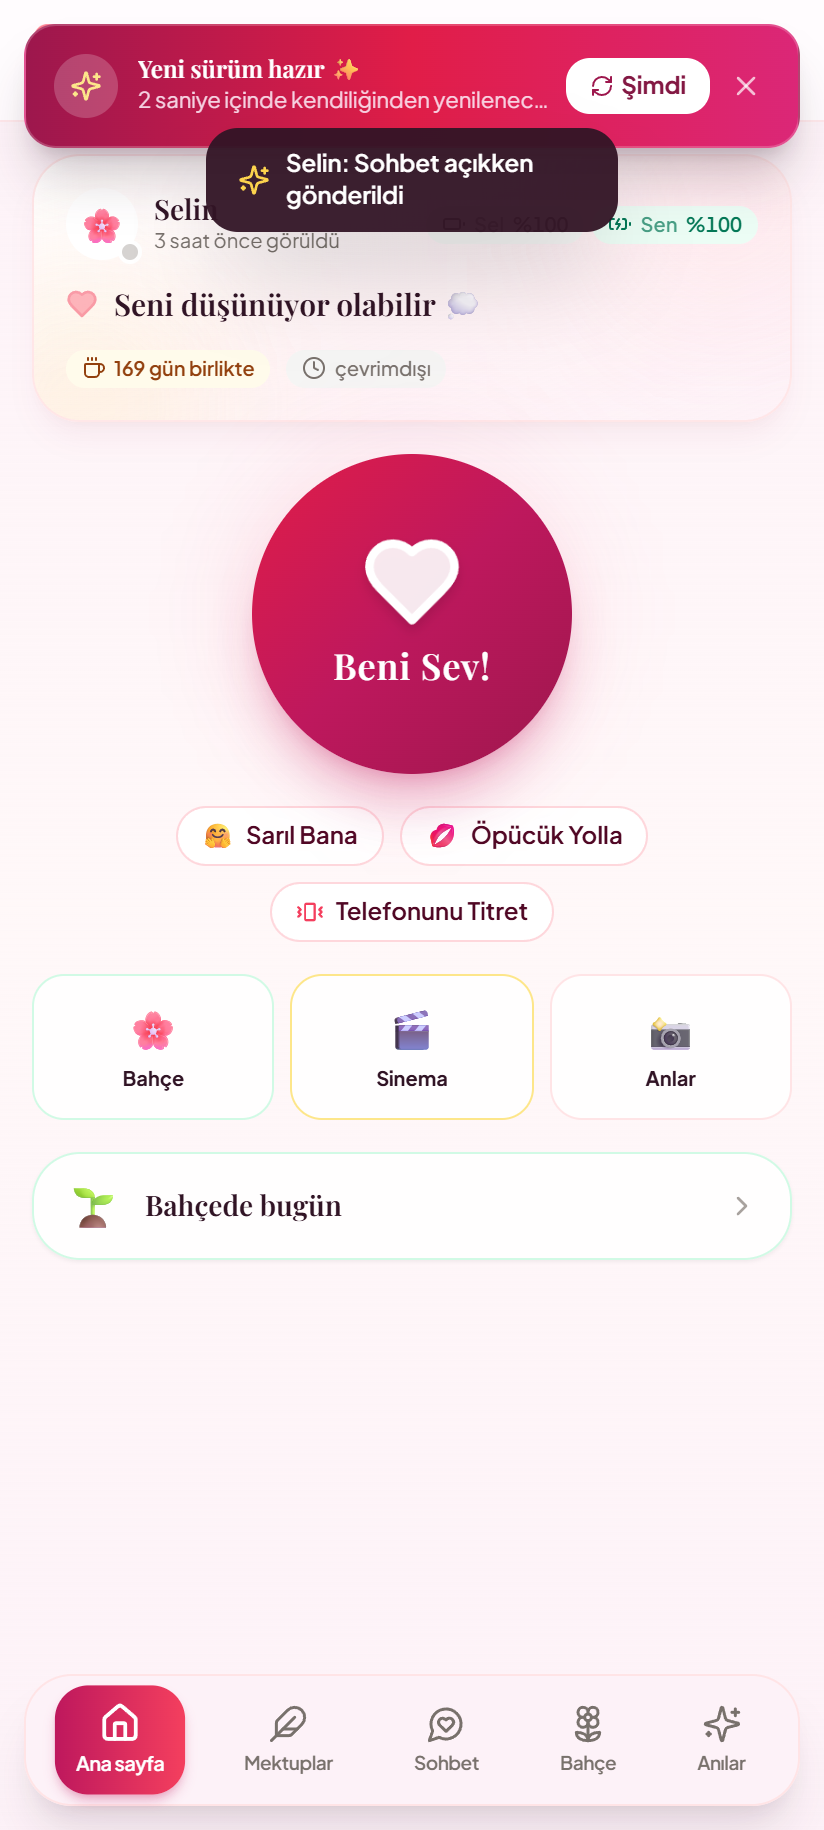 Yeni sürüm hazır ✨
2 saniye içinde kendiliğinden yenilenec...
Şimdi
Selin: Sohbet açıkken
gönderildi
Selin
3 saat önce görüldü
Sel %100
Sen %100
Seni düşünüyor olabilir 💭
169 gün birlikte
çevrimdışı
Beni Sev!
Sarıl Bana
Öpücük Yolla
Telefonunu Titret
Bahçe
Sinema
Anlar
Bahçede bugün
Ana sayfa
Mektuplar
Sohbet
Bahçe
Anılar